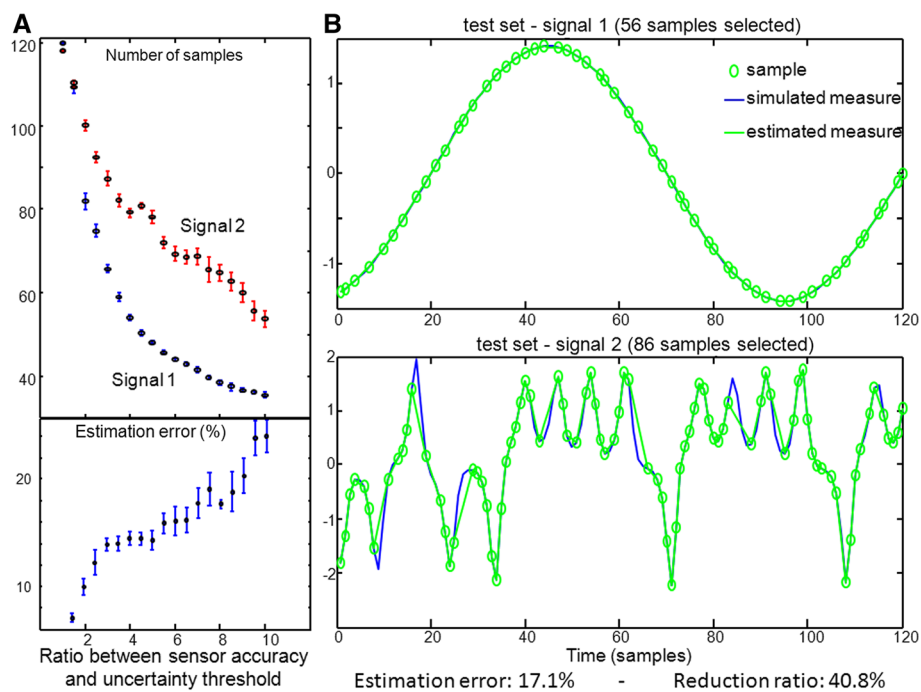 A
Number of samples
120
100
80
60
40
Signal 2
Signal 1
Estimation error (%)
20
10
2 4 6 8 10
Ratio between sensor accuracy
and uncertainty threshold
B
test set - signal 1 (56 samples selected)
sample
simulated measure
estimated measure
1
0
-1
0 20 40 60 80 100 120
test set - signal 2 (86 samples selected)
2
1
0
-1
-2
0 20 40 60 80 100 120
Time (samples)
Estimation error: 17.1% - Reduction ratio: 40.8%